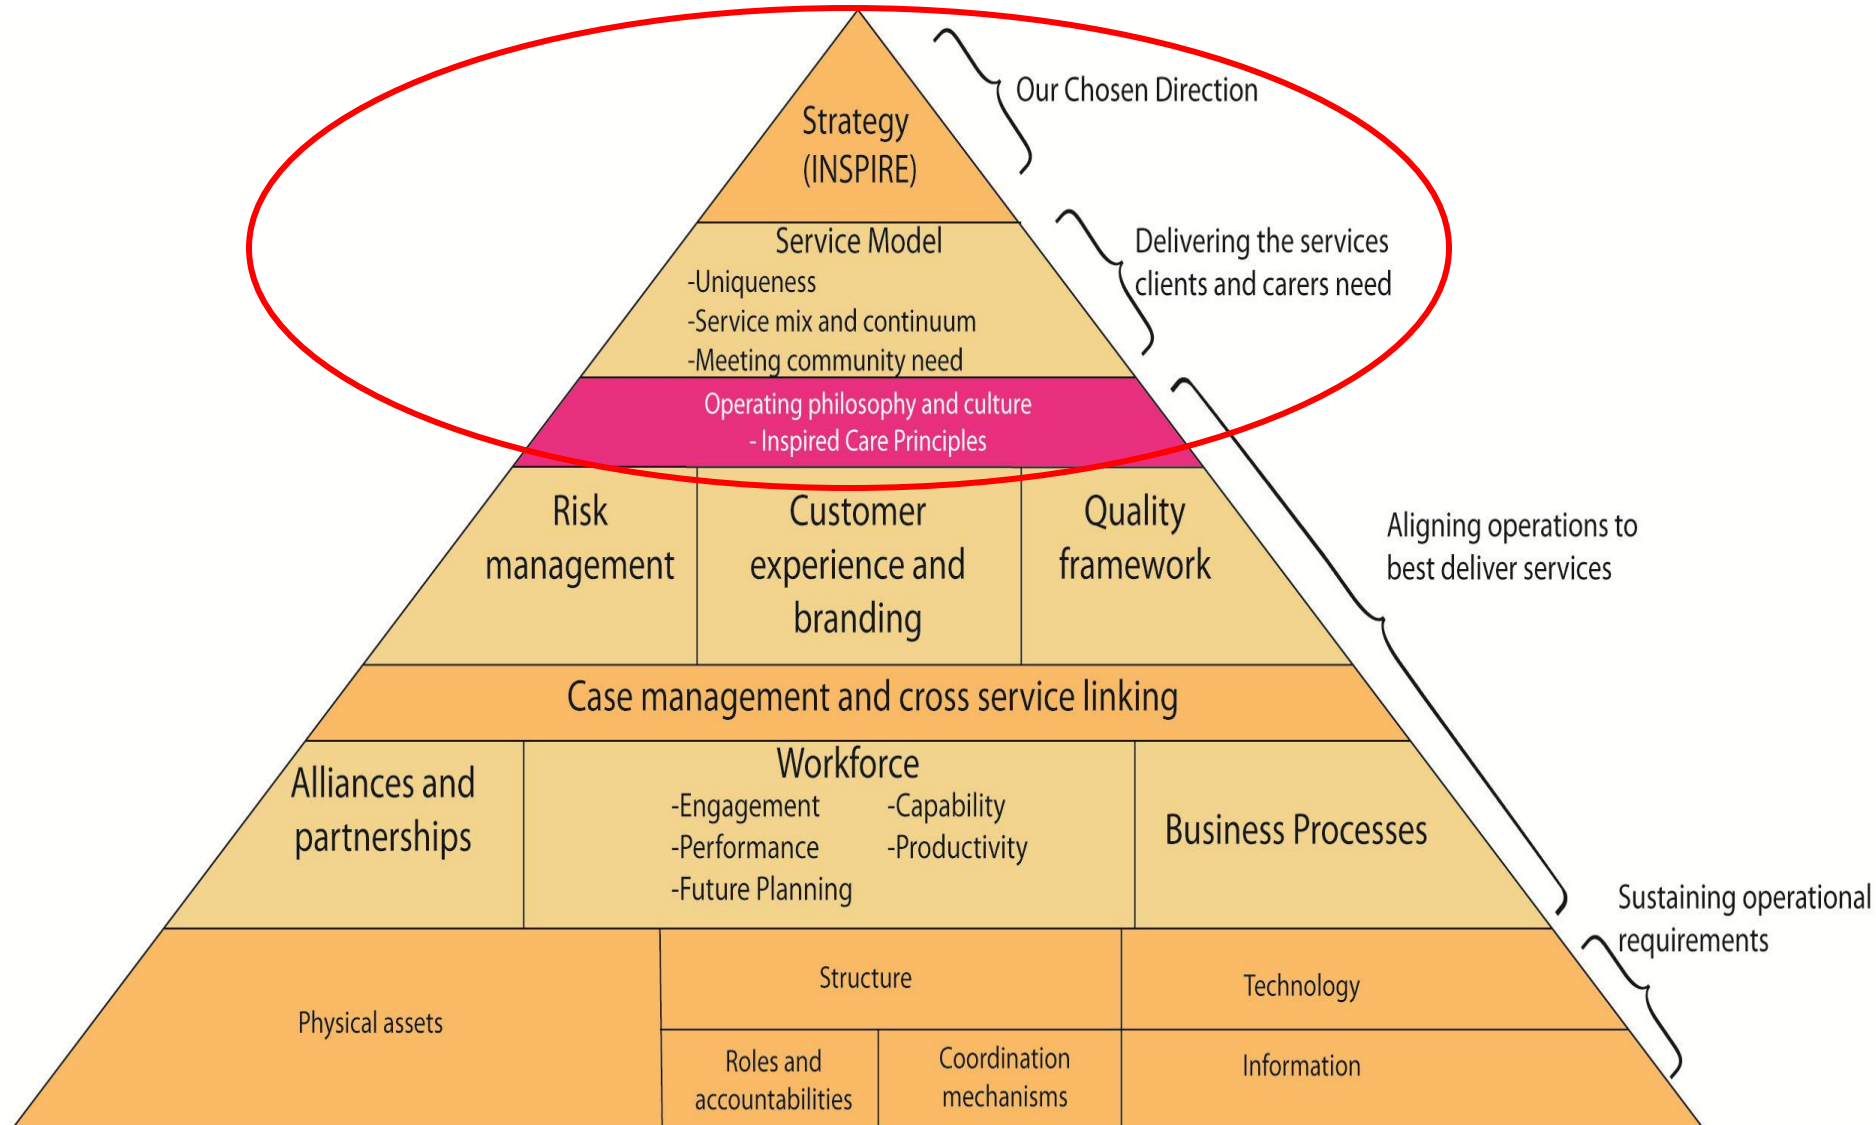 Our Chosen Direction
Strategy
(INSPIRE)
Service Model
-Uniqueness
-Service mix and continuum
-Meeting community need
Delivering the services
clients and carers need
Operating philosophy and culture
- Inspired Care Principles
Risk
management
Customer
experience and
branding
Quality
framework
Aligning operations to
best deliver services
Case management and cross service linking
Alliances and
partnerships
Workforce
-Engagement
-Performance
-Future Planning
-Capability
-Productivity
Business Processes
Sustaining operational
requirements
Physical assets
Structure
Technology
Roles and
accountabilities
Coordination
mechanisms
Information